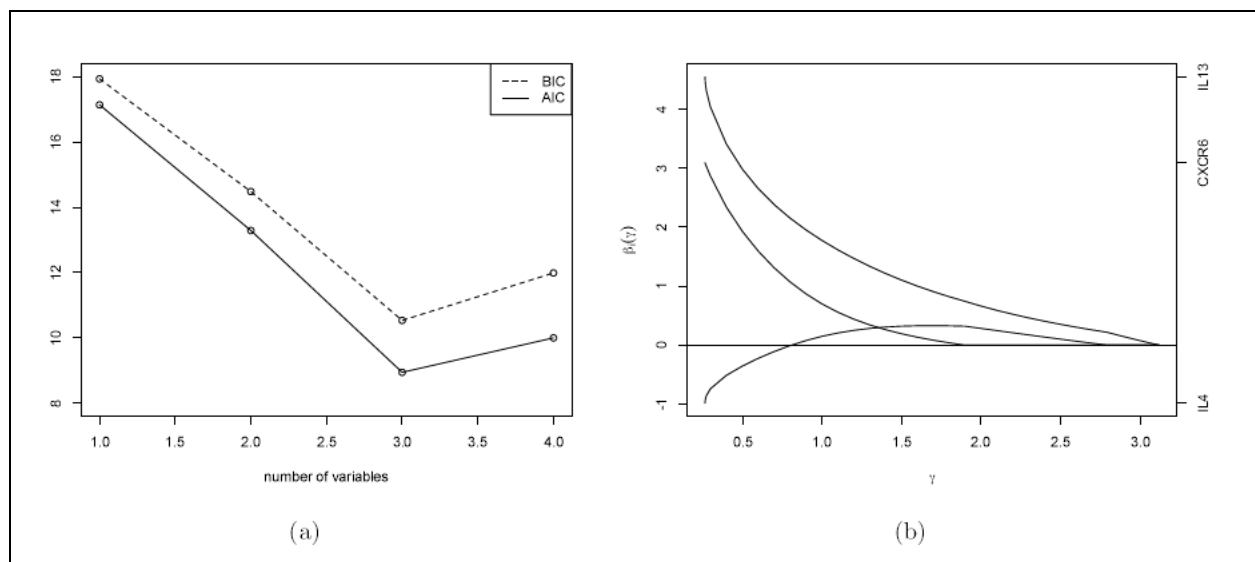 18
16
14
12
10
8
BIC
AIC
1.0 1.5 2.0 2.5 3.0 3.5 4.0
number of variables
(a)
4
3
2
1
0
-1
βᵢ(γ)
IL13
CXCR6
IL4
0.5 1.0 1.5 2.0 2.5 3.0
γ
(b)